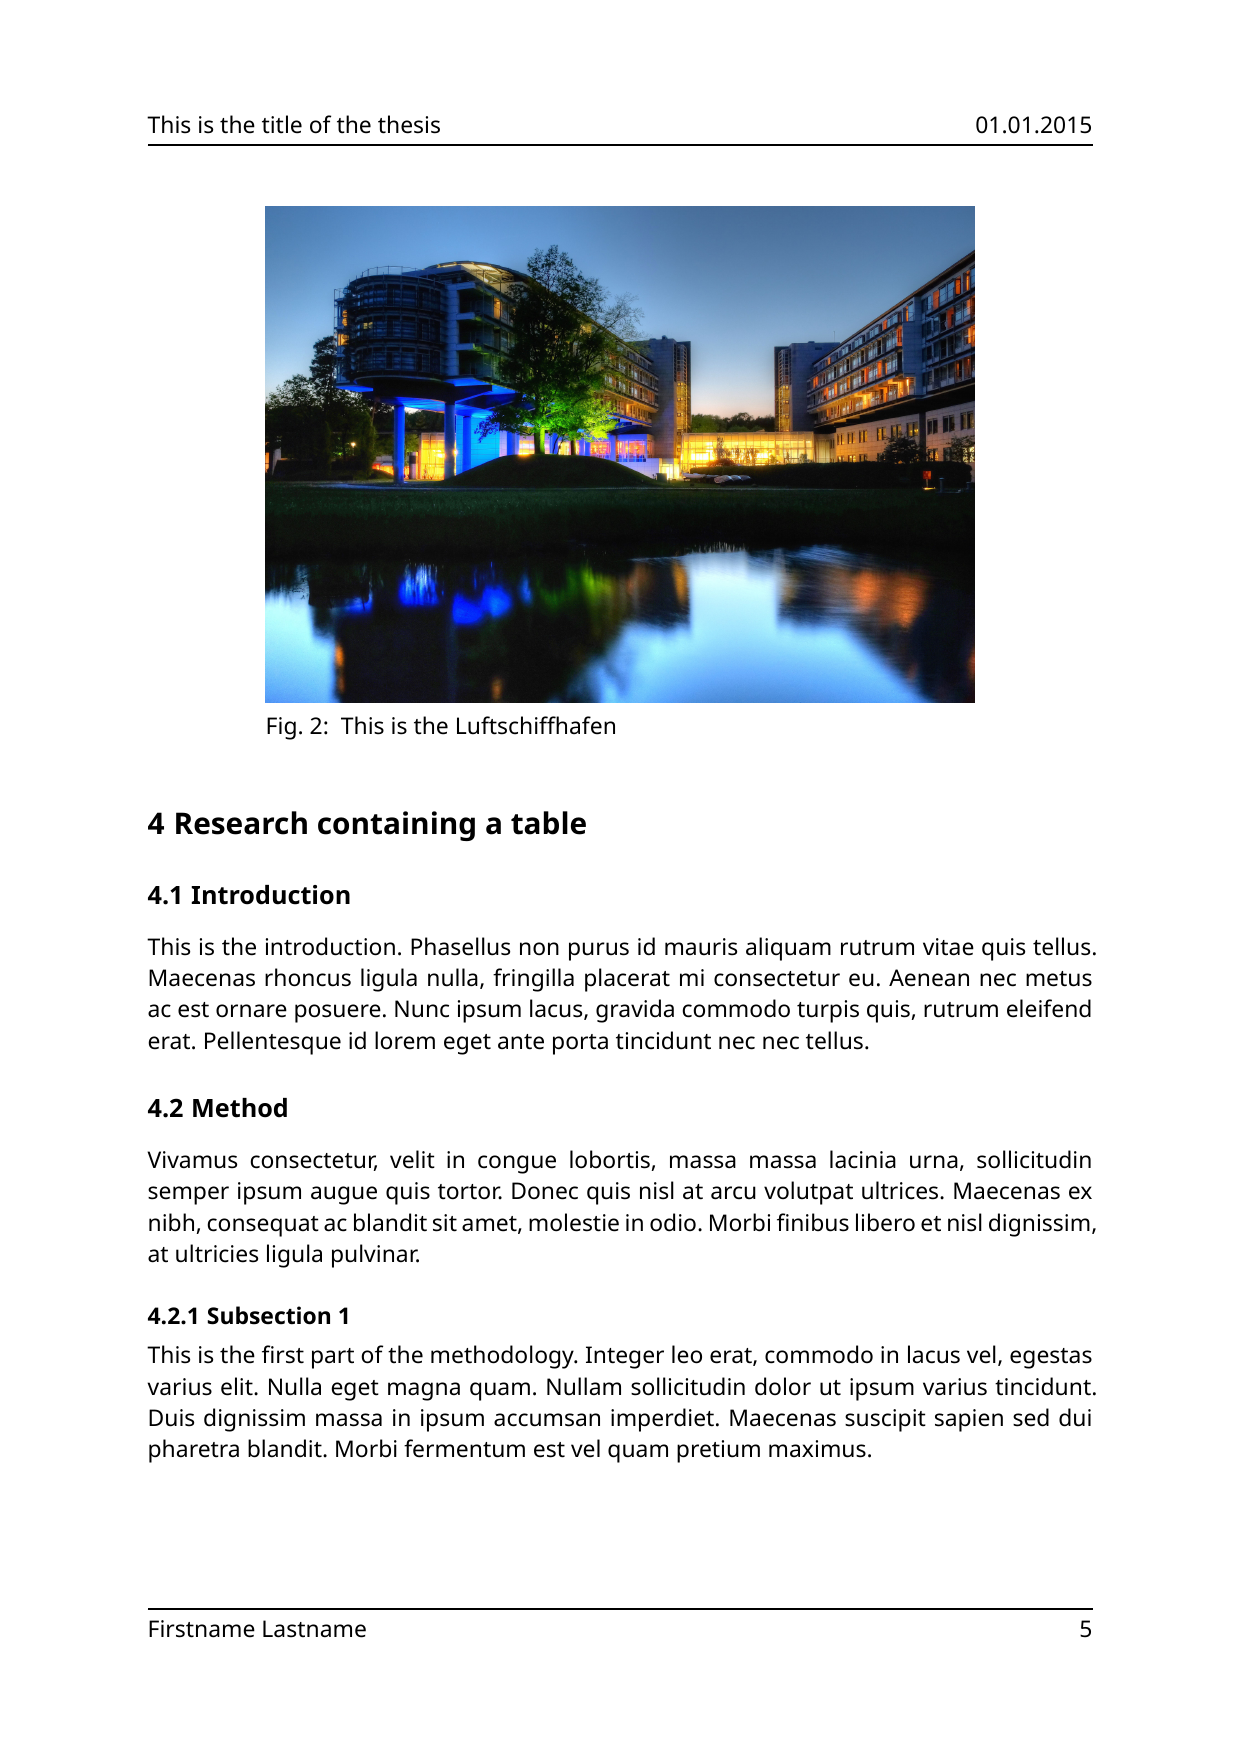 This is the title of the thesis 01.01.2015
Fig. 2: This is the Luftschiffhafen
4 Research containing a table
4.1 Introduction
This is the introduction. Phasellus non purus id mauris aliquam rutrum vitae quis tellus.
Maecenas rhoncus ligula nulla, fringilla placerat mi consectetur eu. Aenean nec metus
ac est ornare posuere. Nunc ipsum lacus, gravida commodo turpis quis, rutrum eleifend
erat. Pellentesque id lorem eget ante porta tincidunt nec nec tellus.
4.2 Method
Vivamus consectetur, velit in congue lobortis, massa massa lacinia urna, sollicitudin
semper ipsum augue quis tortor. Donec quis nisl at arcu volutpat ultrices. Maecenas ex
nibh, consequat ac blandit sit amet, molestie in odio. Morbi finibus libero et nisl dignissim,
at ultricies ligula pulvinar.
4.2.1 Subsection 1
This is the first part of the methodology. Integer leo erat, commodo in lacus vel, egestas
varius elit. Nulla eget magna quam. Nullam sollicitudin dolor ut ipsum varius tincidunt.
Duis dignissim massa in ipsum accumsan imperdiet. Maecenas suscipit sapien sed dui
pharetra blandit. Morbi fermentum est vel quam pretium maximus.
Firstname Lastname 5